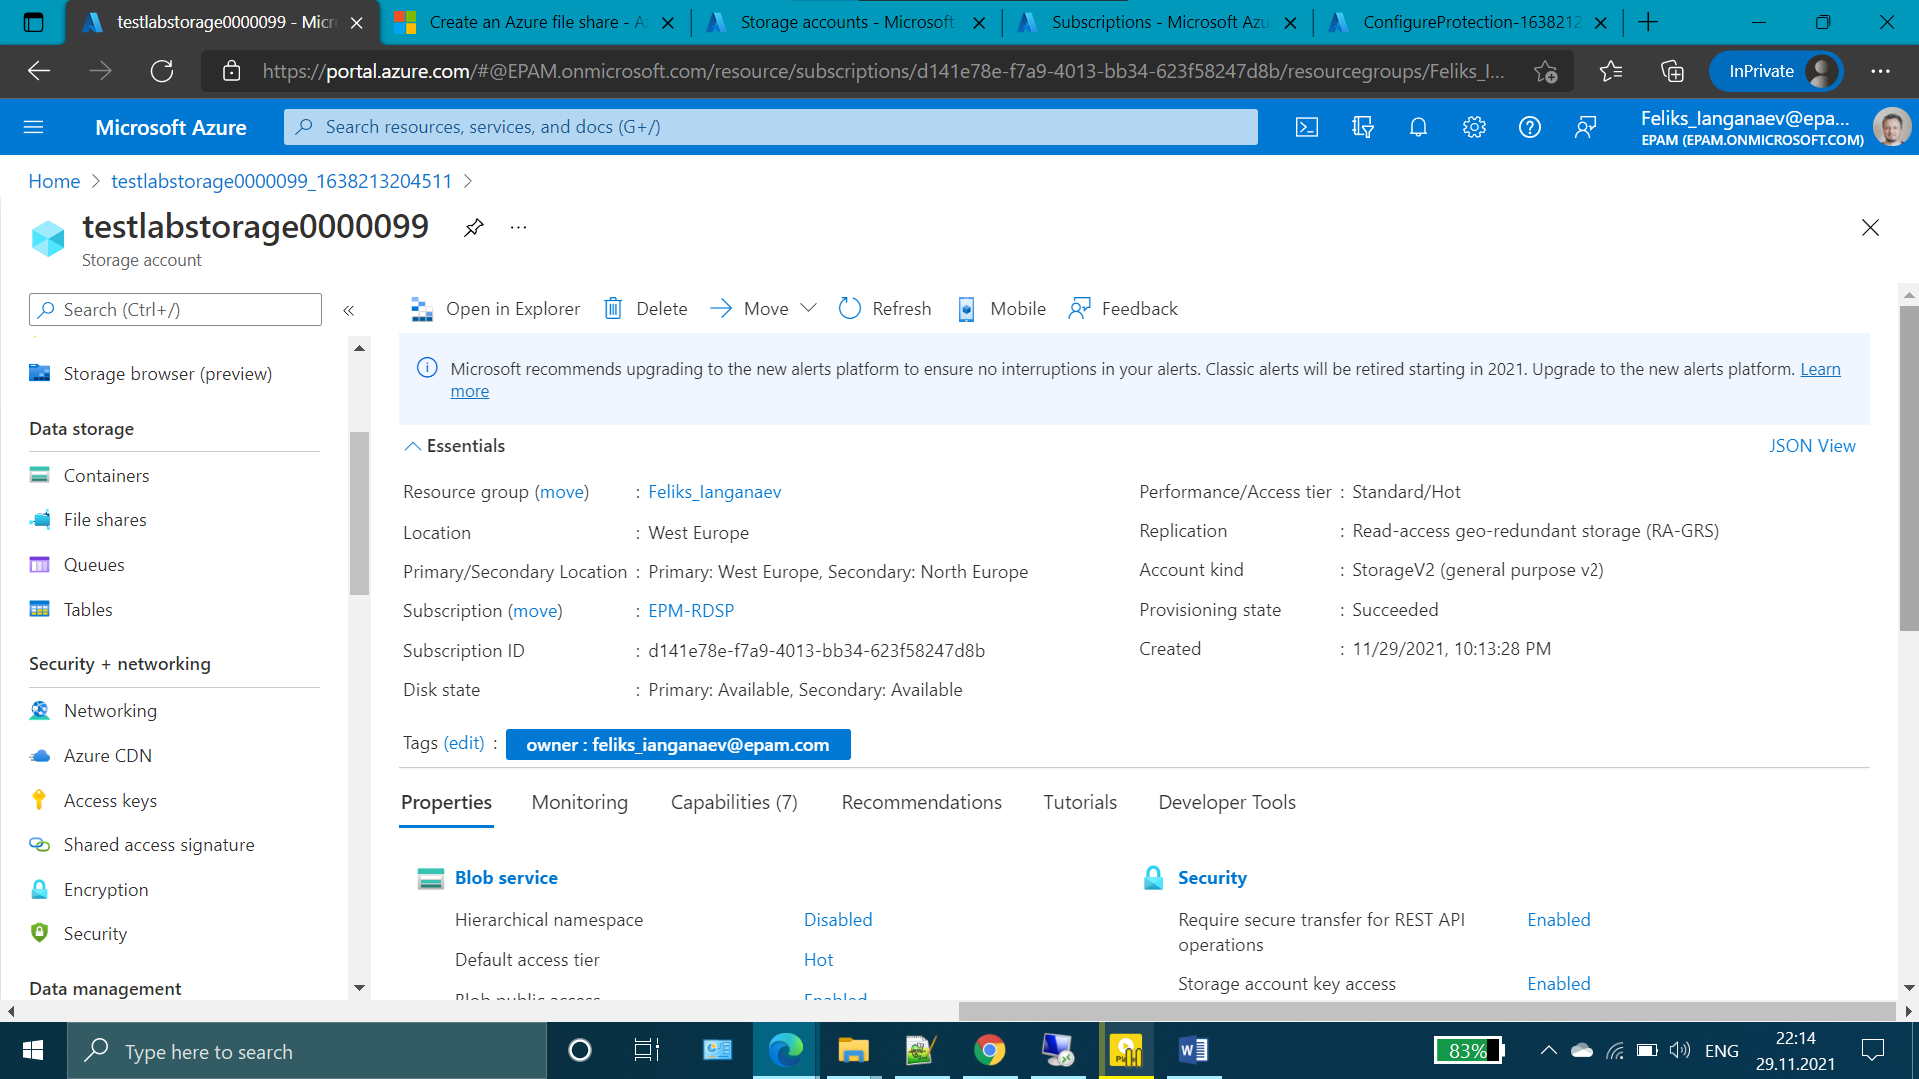 testlabstorage0000099 - Micr
Create an Azure file share - A
Storage accounts - Microsoft
Subscriptions - Microsoft Azu
ConfigureProtection-1638212
https://portal.azure.com/#@EPAM.onmicrosoft.com/resource/subscriptions/d141e78e-f7a9-4013-bb34-623f58247d8b/resourcegroups/Feliks_I...
InPrivate
Microsoft Azure
Search resources, services, and docs (G+/)
Feliks_Ianganaev@epa...
EPAM (EPAM.ONMICROSOFT.COM)
Home > testlabstorage0000099_1638213204511 >
testlabstorage0000099
Storage account
Search (Ctrl+/)
«
Open in Explorer
Delete
Move
Refresh
Mobile
Feedback
Microsoft recommends upgrading to the new alerts platform to ensure no interruptions in your alerts. Classic alerts will be retired starting in 2021. Upgrade to the new alerts platform. Learn
more
Essentials
JSON View
Resource group (move) : Feliks_Ianganaev
Location : West Europe
Primary/Secondary Location : Primary: West Europe, Secondary: North Europe
Subscription (move) : EPM-RDSP
Subscription ID : d141e78e-f7a9-4013-bb34-623f58247d8b
Disk state : Primary: Available, Secondary: Available
Performance/Access tier : Standard/Hot
Replication : Read-access geo-redundant storage (RA-GRS)
Account kind : StorageV2 (general purpose v2)
Provisioning state : Succeeded
Created : 11/29/2021, 10:13:28 PM
Tags (edit) : owner : feliks_ianganaev@epam.com
Storage browser (preview)
Data storage
Containers
File shares
Queues
Tables
Security + networking
Networking
Azure CDN
Access keys
Shared access signature
Encryption
Security
Data management
Properties
Monitoring
Capabilities (7)
Recommendations
Tutorials
Developer Tools
Blob service
Hierarchical namespace Disabled
Default access tier Hot
Blob public access Enabled
Security
Require secure transfer for REST API Enabled
operations
Storage account key access Enabled
Type here to search
83%
ENG
22:14
29.11.2021